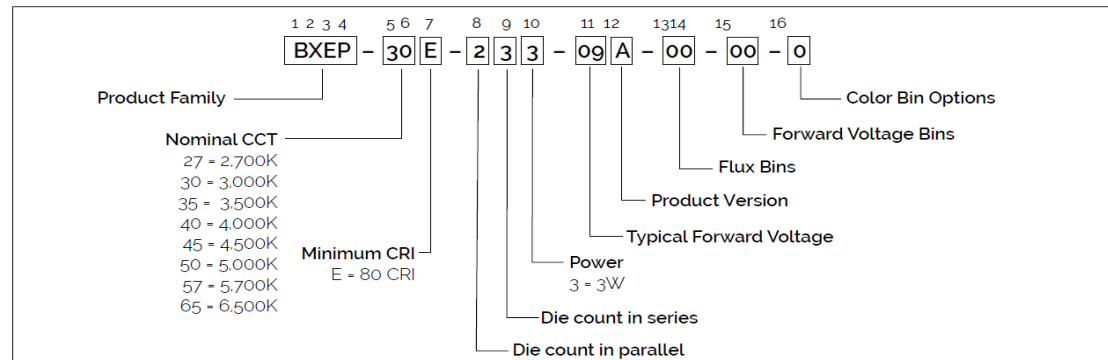 1 2 3 4 5 6 7 8 9 10 11 12 1314 15 16
BXEP - 30 E - 2 3 3 - 09 A - 00 - 00 - 0
Product Family
Color Bin Options
Nominal CCT
Forward Voltage Bins
27 = 2,700K
30 = 3,000K
Flux Bins
35 = 3,500K
40 = 4,000K
Product Version
45 = 4,500K
Typical Forward Voltage
50 = 5,000K
Minimum CRI
Power
57 = 5,700K
E = 80 CRI
3 = 3W
65 = 6,500K
Die count in series
Die count in parallel